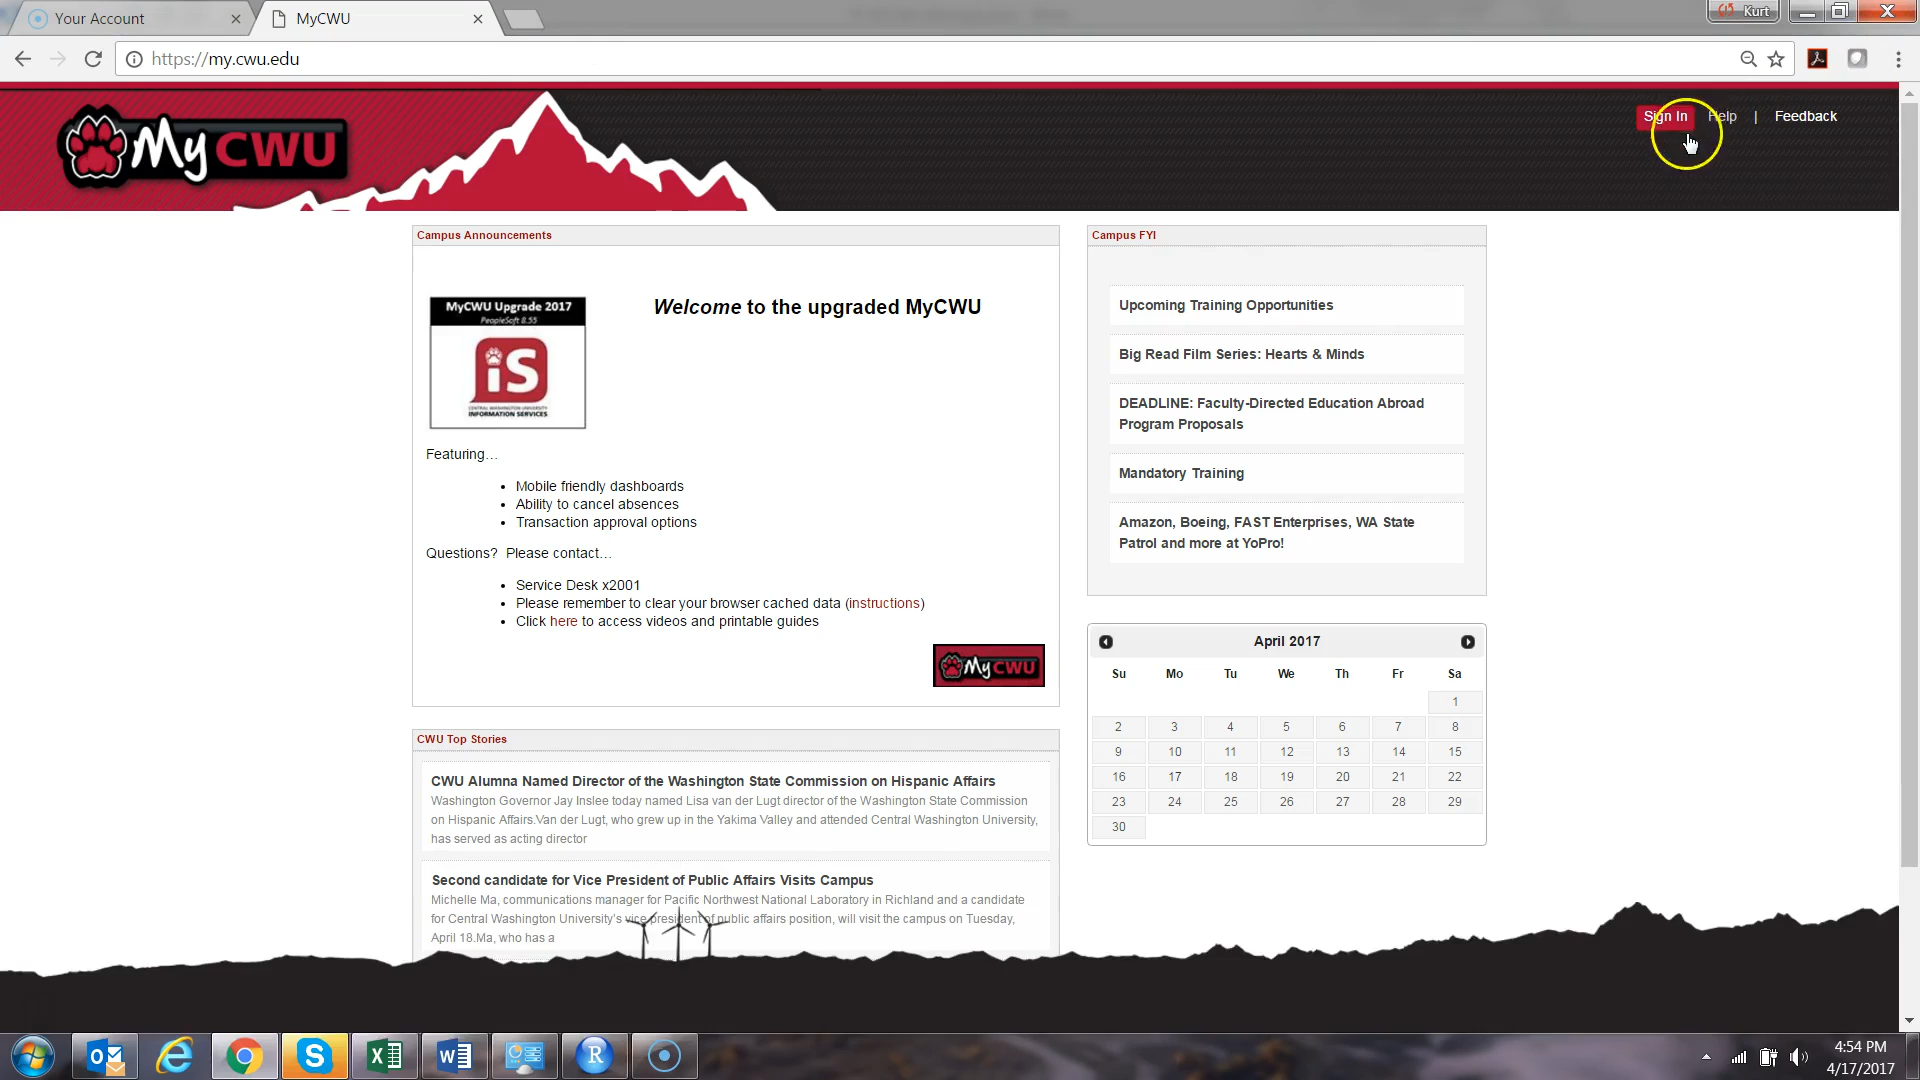 Your Account
MyCWU
Kurt
https://my.cwu.edu
My CWU
Sign In
Help | Feedback
Campus Announcements
MyCWU Upgrade 2017
PeopleSoft 8.55
iS
CENTRAL WASHINGTON UNIVERSITY
INFORMATION SERVICES
Welcome to the upgraded MyCWU
Featuring…
• Mobile friendly dashboards
• Ability to cancel absences
• Transaction approval options
Questions? Please contact…
• Service Desk x2001
• Please remember to clear your browser cached data (instructions)
• Click here to access videos and printable guides
MyCWU
CWU Top Stories
CWU Alumna Named Director of the Washington State Commission on Hispanic Affairs
Washington Governor Jay Inslee today named Lisa van der Lugt director of the Washington State Commission
on Hispanic Affairs.Van der Lugt, who grew up in the Yakima Valley and attended Central Washington University,
has served as acting director
Second candidate for Vice President of Public Affairs Visits Campus
Michelle Ma, communications manager for Pacific Northwest National Laboratory in Richland and a candidate
for Central Washington University's vice president of public affairs position, will visit the campus on Tuesday,
April 18.Ma, who has a
Campus FYI
Upcoming Training Opportunities
Big Read Film Series: Hearts & Minds
DEADLINE: Faculty-Directed Education Abroad
Program Proposals
Mandatory Training
Amazon, Boeing, FAST Enterprises, WA State
Patrol and more at YoPro!
April 2017
Su Mo Tu We Th Fr Sa
1
2 3 4 5 6 7 8
9 10 11 12 13 14 15
16 17 18 19 20 21 22
23 24 25 26 27 28 29
30
4:54 PM
4/17/2017